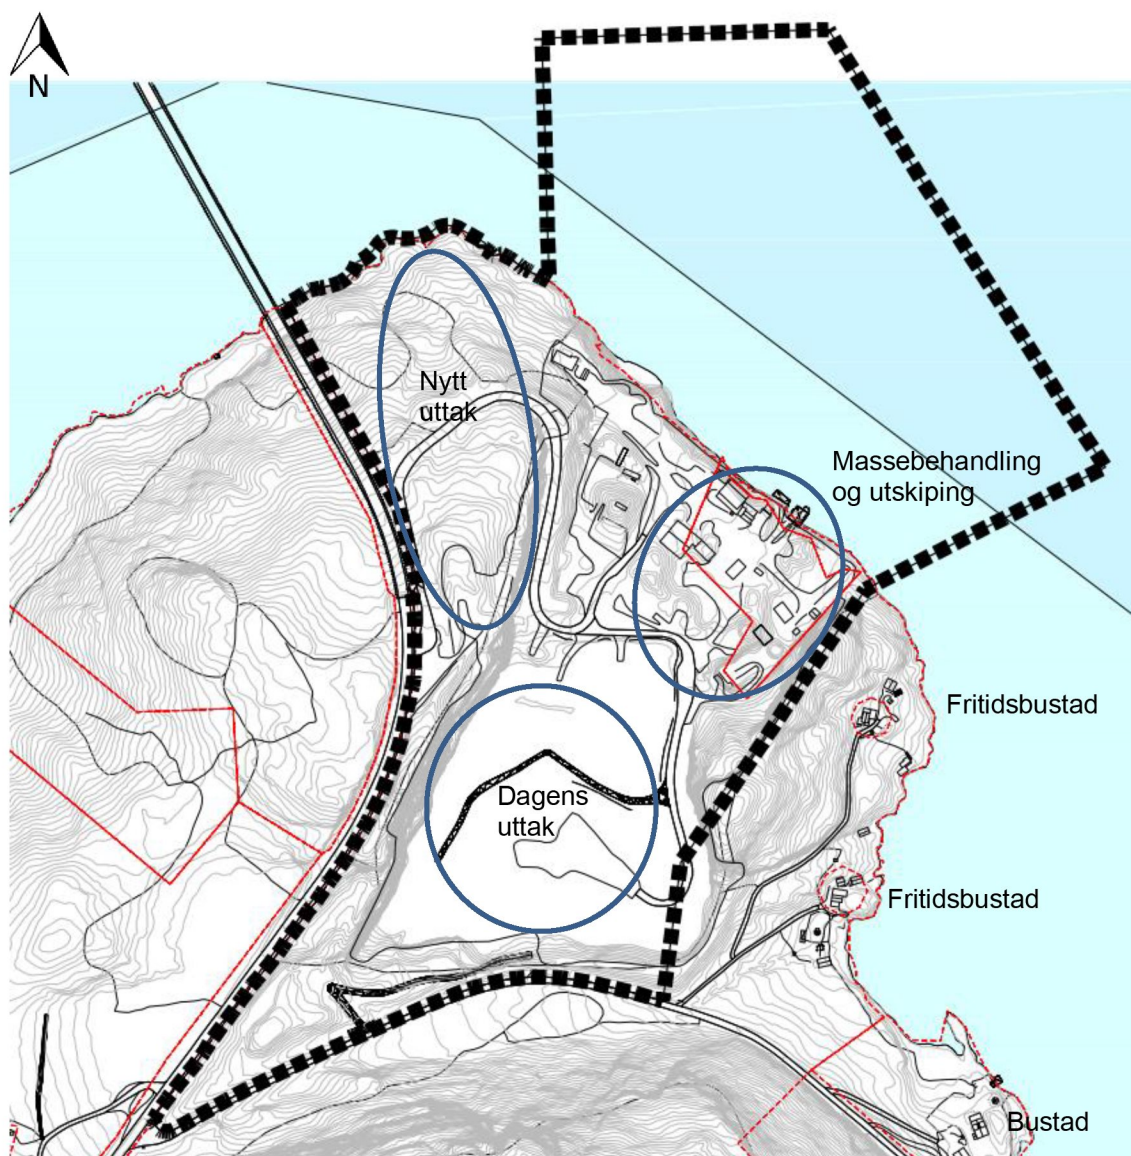 N
Nytt
uttak
Massebehandling
og utskiping
Fritidsbustad
Dagens
uttak
Fritidsbustad
Bustad